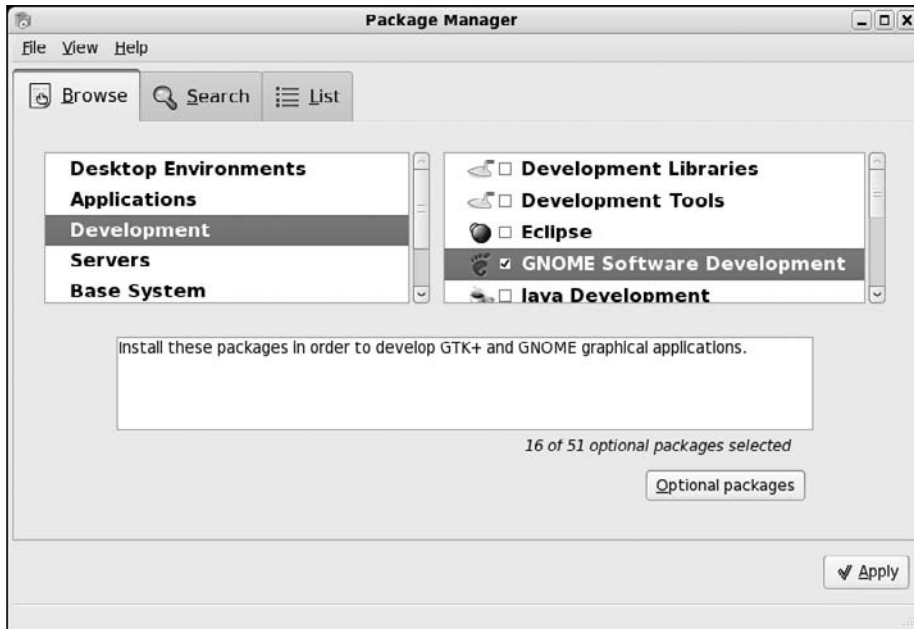 Package Manager
File View Help
Browse Search List
Desktop Environments
Applications
Development
Servers
Base System
Development Libraries
Development Tools
Eclipse
GNOME Software Development
Java Development
Install these packages in order to develop GTK+ and GNOME graphical applications.
16 of 51 optional packages selected
Optional packages
Apply